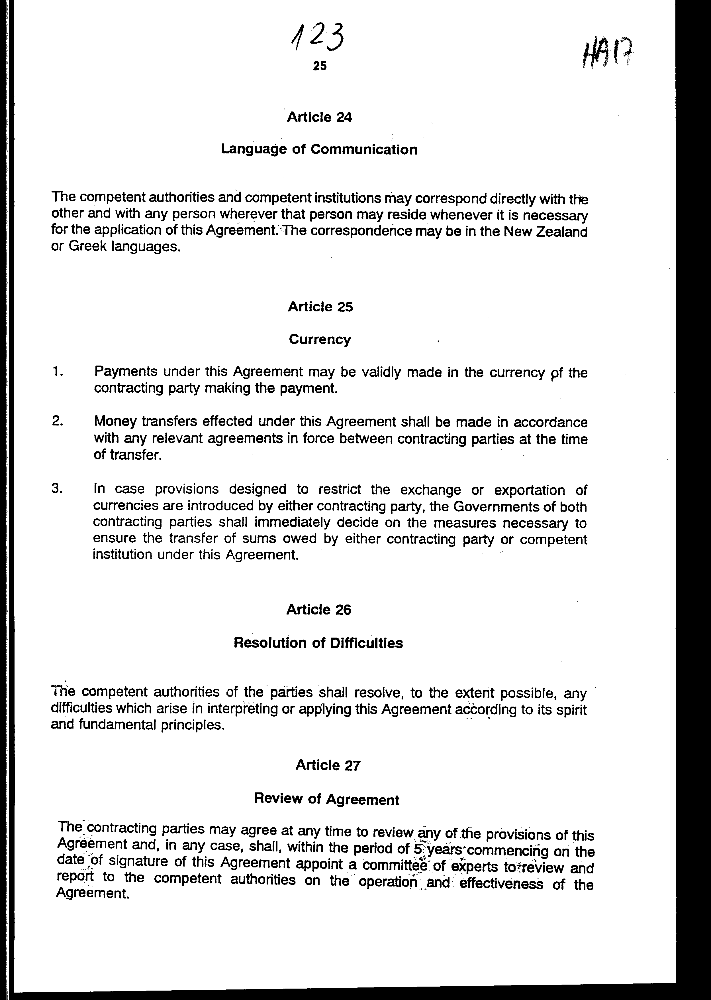 123
HA17
25
Article 24
Language of Communication
The competent authorities and competent institutions may correspond directly with the
other and with any person wherever that person may reside whenever it is necessary
for the application of this Agreement. The correspondence may be in the New Zealand
or Greek languages.
Article 25
Currency
1. Payments under this Agreement may be validly made in the currency of the
contracting party making the payment.
2. Money transfers effected under this Agreement shall be made in accordance
with any relevant agreements in force between contracting parties at the time
of transfer.
3. In case provisions designed to restrict the exchange or exportation of
currencies are introduced by either contracting party, the Governments of both
contracting parties shall immediately decide on the measures necessary to
ensure the transfer of sums owed by either contracting party or competent
institution under this Agreement.
Article 26
Resolution of Difficulties
The competent authorities of the parties shall resolve, to the extent possible, any
difficulties which arise in interpreting or applying this Agreement according to its spirit
and fundamental principles.
Article 27
Review of Agreement
The contracting parties may agree at any time to review any of the provisions of this
Agreement and, in any case, shall, within the period of 5 years commencing on the
date of signature of this Agreement appoint a committee of experts to review and
report to the competent authorities on the operation and effectiveness of the
Agreement.